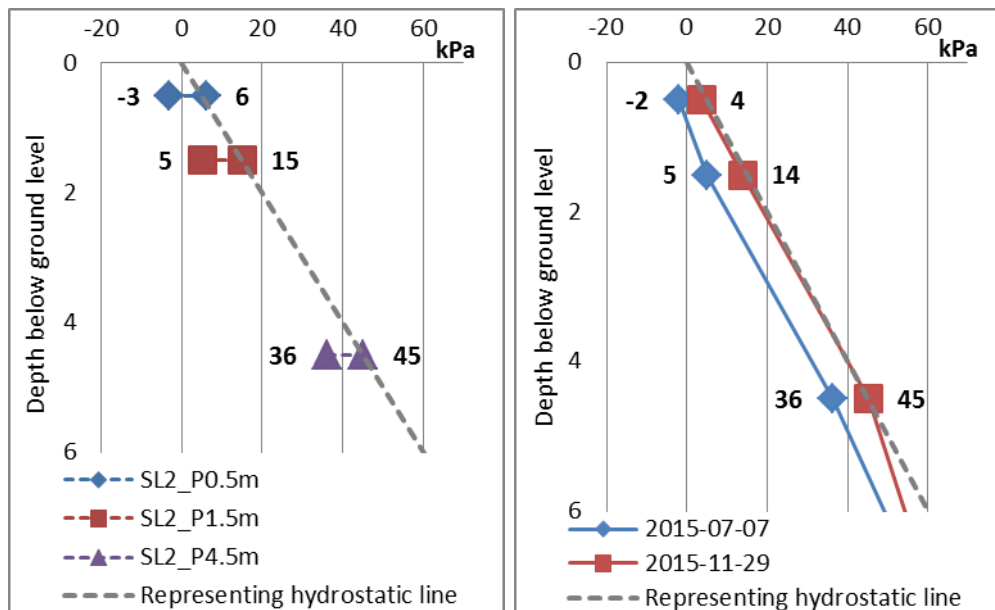 -20 0 20 40 60
kPa
0
-3 6
5 15
2
4
36 45
6
Depth below ground level
SL2_P0.5m
SL2_P1.5m
SL2_P4.5m
Representing hydrostatic line
-20 0 20 40 60
kPa
0
-2 4
5 14
2
4
36 45
6
Depth below ground level
2015-07-07
2015-11-29
Representing hydrostatic line